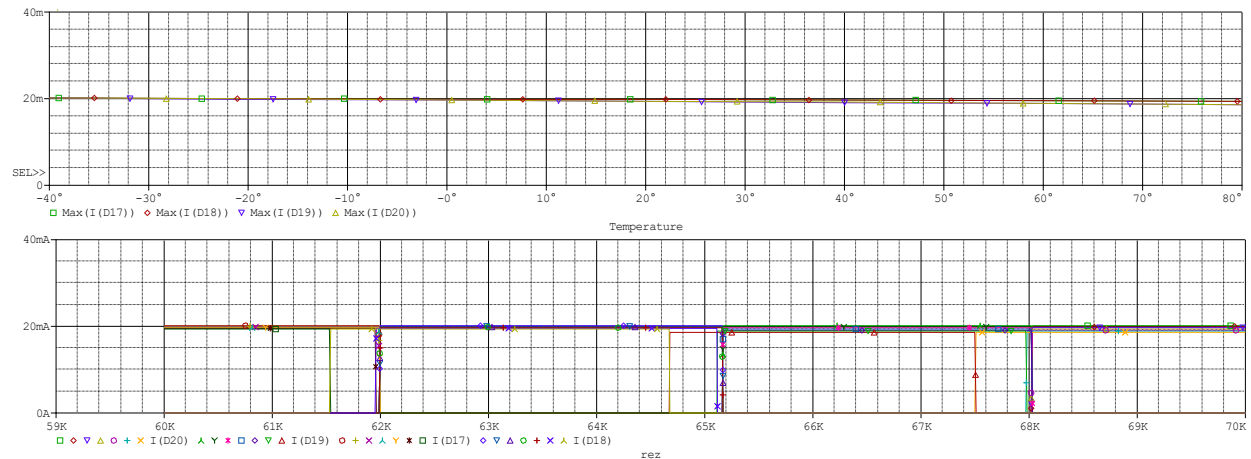 40m
20m
SEL>>
0
-40° -30° -20° -10° -0° 10° 20° 30° 40° 50° 60° 70° 80°
Max(I(D17)) Max(I(D18)) Max(I(D19)) Max(I(D20))
Temperature
40mA
20mA
0A
59K 60K 61K 62K 63K 64K 65K 66K 67K 68K 69K 70K
I(D20) I(D19) I(D17) I(D18)
rez